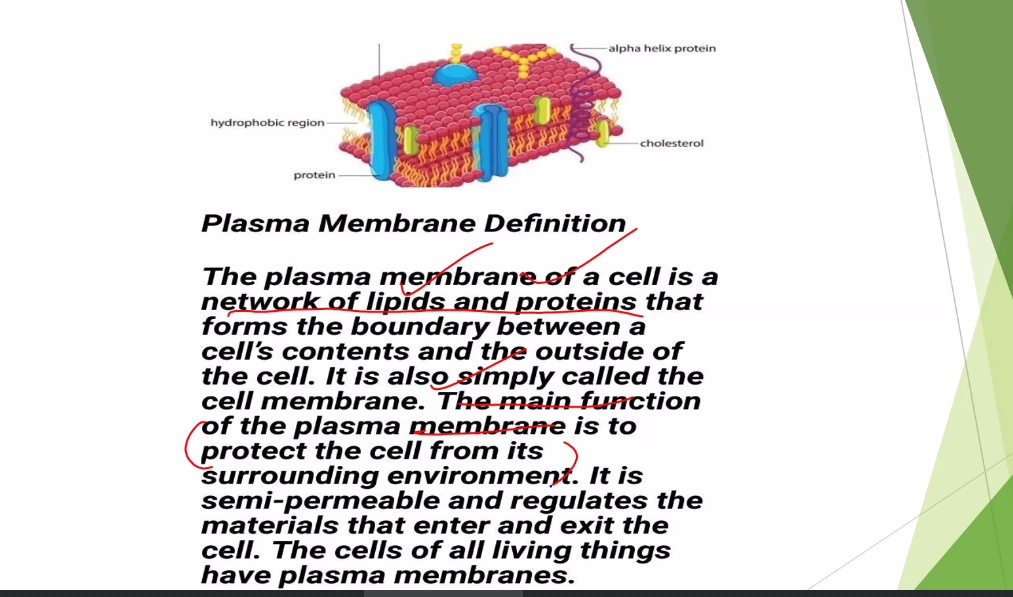 alpha helix protein
hydrophobic region
cholesterol
protein
Plasma Membrane Definition
The plasma membrane of a cell is a
network of lipids and proteins that
forms the boundary between a
cell’s contents and the outside of
the cell. It is also simply called the
cell membrane. The main function
of the plasma membrane is to
protect the cell from its
surrounding environment. It is
semi-permeable and regulates the
materials that enter and exit the
cell. The cells of all living things
have plasma membranes.